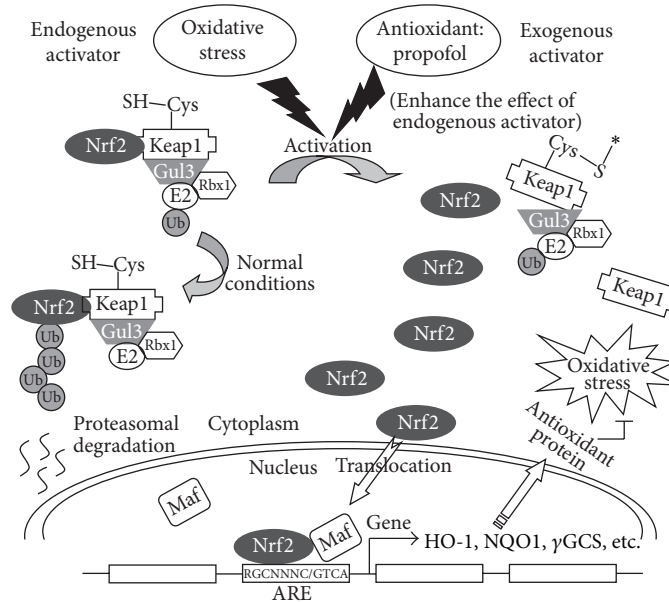 Endogenous
activator
Oxidative
stress
Antioxidant:
propofol
Exogenous
activator
(Enhance the effect of
endogenous activator)
Activation
SH
Cys
Nrf2
Keap1
Gul3
E2
Rbx1
Ub
Normal
conditions
SH
Cys
Nrf2
Keap1
Gul3
E2
Rbx1
Ub
Ub
Ub
Ub
Ub
Cys
S
*
Keap1
Nrf2
Gul3
E2
Rbx1
Ub
Nrf2
Keap1
Nrf2
Nrf2
Nrf2
Oxidative
stress
Antioxidant
protein
Proteasomal
degradation
Cytoplasm
Nucleus
Translocation
Maf
Nrf2
Maf
Gene
HO-1, NQO1, γGCS, etc.
RGCNNNC/GTCA
ARE